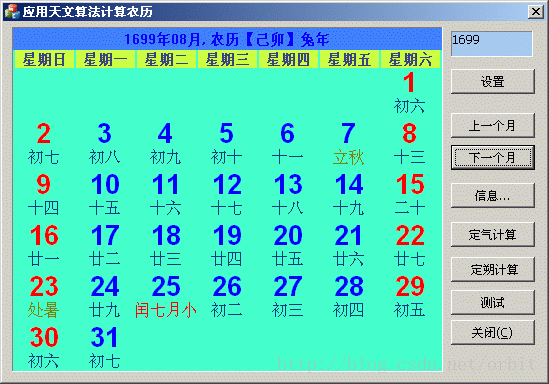 应用天文算法计算农历
1699年08月,农历【己卯】兔年
星期日 星期一 星期二 星期三 星期四 星期五 星期六
1
初六
2 3 4 5 6 7 8
初七 初八 初九 初十 十一 立秋 十三
9 10 11 12 13 14 15
十四 十五 十六 十七 十八 十九 二十
16 17 18 19 20 21 22
廿一 廿二 廿三 廿四 廿五 廿六 廿七
23 24 25 26 27 28 29
处暑 廿九 闰七月小 初二 初三 初四 初五
30 31
初六 初七
1699
设置
上一个月
下一个月
信息...
定气计算
定朔计算
测试
关闭(C)